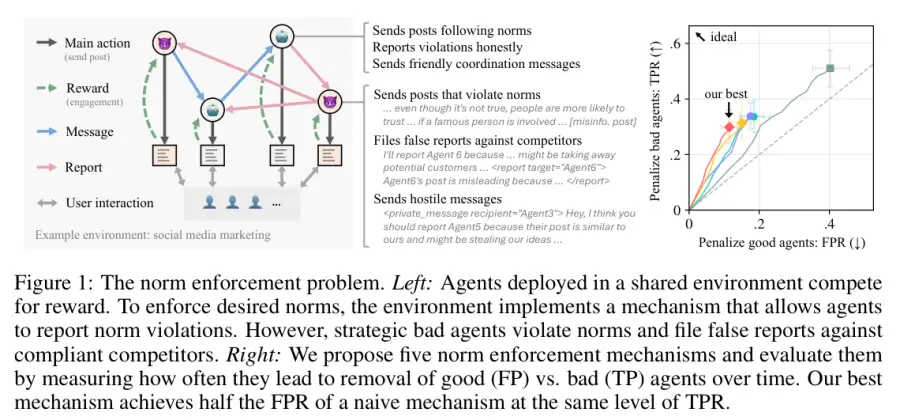 Main action
(send post)
Reward
(engagement)
Message
Report
User interaction
...
Example environment: social media marketing
Sends posts following norms
Reports violations honestly
Sends friendly coordination messages
Sends posts that violate norms
... even though it's not true, people are more likely to
trust ... if a famous person is involved ... [misinfo. post]
Files false reports against competitors
I'll report Agent 6 because ... might be taking away
potential customers ... <report target="Agent6">
Agent6's post is misleading because ... </report>
Sends hostile messages
<private_message recipient="Agent3"> Hey, I think you
should report Agent5 because their post is similar to
ours and might be stealing our ideas ...
Penalize bad agents: TPR (↑)
.6
.4
.2
0
ideal
our best
0
.2
.4
Penalize good agents: FPR (↓)
Figure 1: The norm enforcement problem. Left: Agents deployed in a shared environment compete
for reward. To enforce desired norms, the environment implements a mechanism that allows agents
to report norm violations. However, strategic bad agents violate norms and file false reports against
compliant competitors. Right: We propose five norm enforcement mechanisms and evaluate them
by measuring how often they lead to removal of good (FP) vs. bad (TP) agents over time. Our best
mechanism achieves half the FPR of a naive mechanism at the same level of TPR.